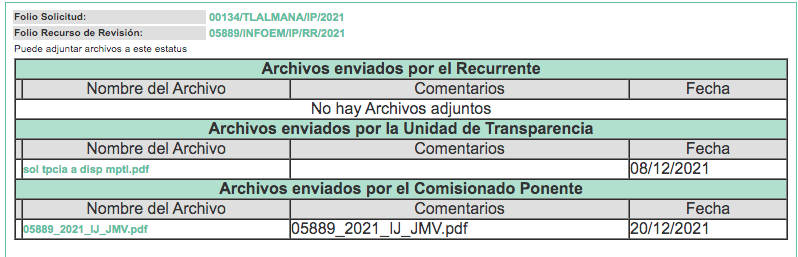 Folio Solicitud: 00134/TLALMANA/IP/2021
Folio Recurso de Revisión: 05889/INFOEM/IP/RR/2021
Puede adjuntar archivos a este estatus
Archivos enviados por el Recurrente
Nombre del Archivo Comentarios Fecha
No hay Archivos adjuntos
Archivos enviados por la Unidad de Transparencia
Nombre del Archivo Comentarios Fecha
sol tpcia a disp mptl.pdf 08/12/2021
Archivos enviados por el Comisionado Ponente
Nombre del Archivo Comentarios Fecha
05889_2021_IJ_JMV.pdf 05889_2021_IJ_JMV.pdf 20/12/2021